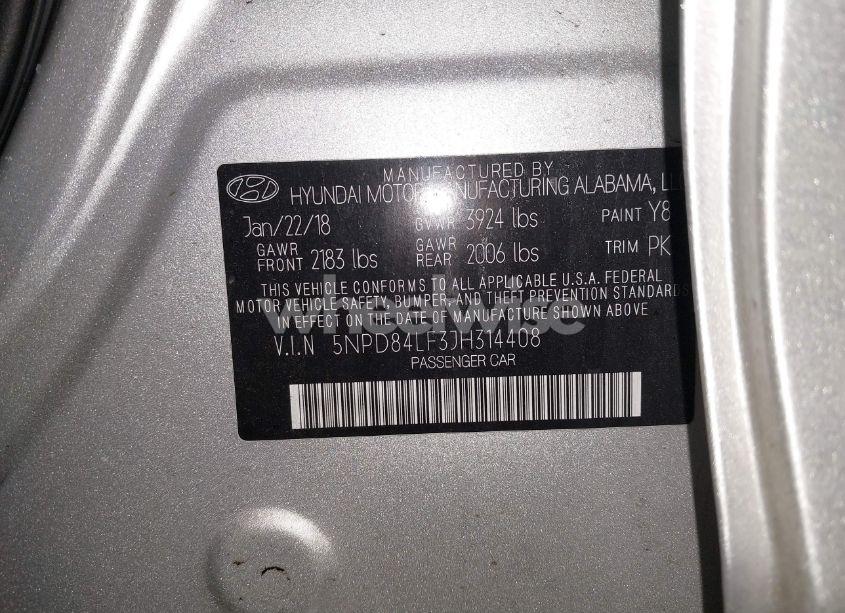 MANUFACTURED BY
HYUNDAI MOTOR MANUFACTURING ALABAMA, LLC
Jan/22/18 GVWR 3924 lbs PAINT Y8
GAWR FRONT 2183 lbs GAWR REAR 2006 lbs TRIM PK
THIS VEHICLE CONFORMS TO ALL APPLICABLE U.S.A. FEDERAL
MOTOR VEHICLE SAFETY, BUMPER, AND THEFT PREVENTION STANDARDS
IN EFFECT ON THE DATE OF MANUFACTURE SHOWN ABOVE
wheelwise
V.I.N 5NPD84LF3JH314408
PASSENGER CAR